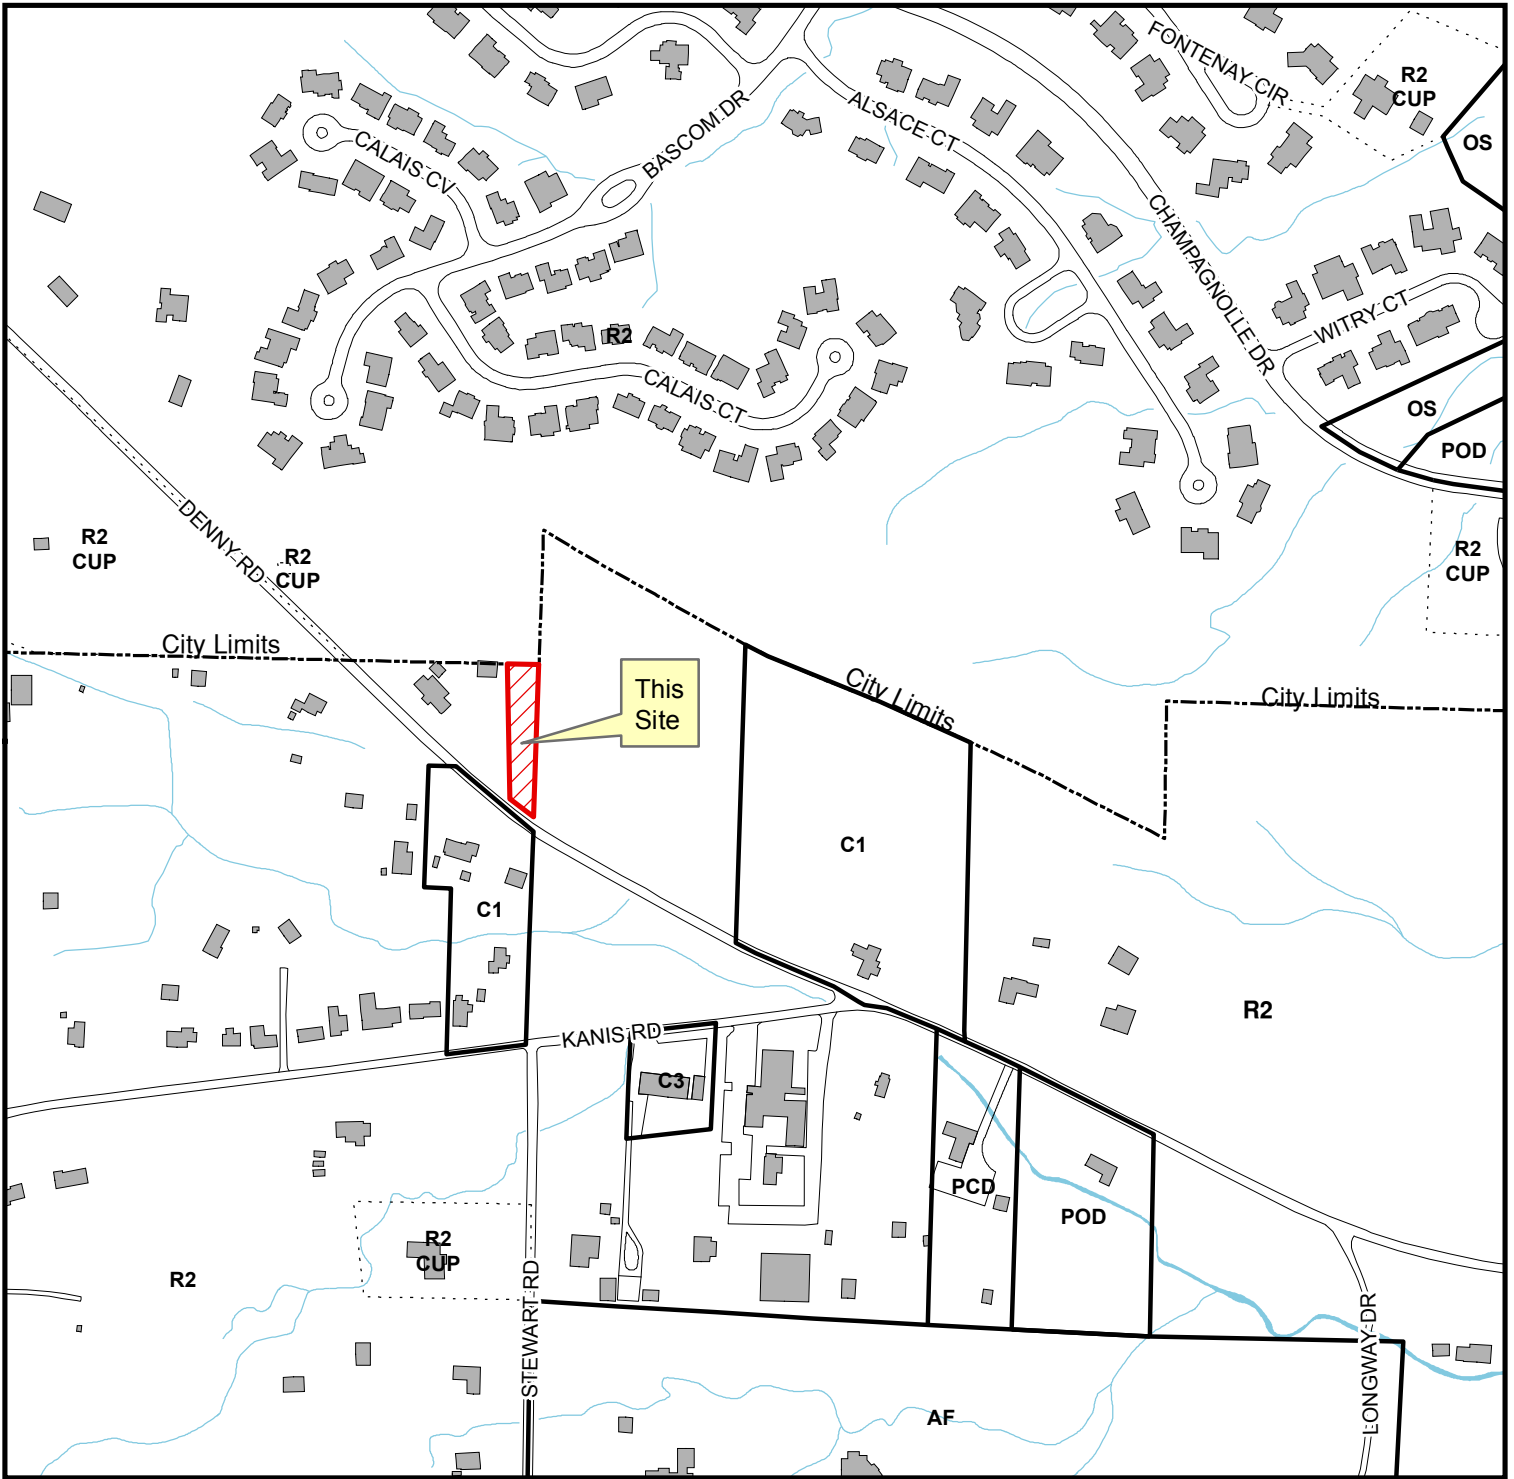 FONTENAY CIR
R2
CUP
BASCOM DR
ALSACE CT
CALAIS CV
OS
CHAMPAGNOLLE DR
WITRY CT
R2
CALAIS CT
OS
POD
DENNY RD
R2
CUP
R2
CUP
R2
CUP
City Limits
This
Site
City Limits
City Limits
C1
C1
R2
KANIS RD
C3
PCD
POD
R2
CUP
R2
STEWART RD
LONGWAY DR
AF